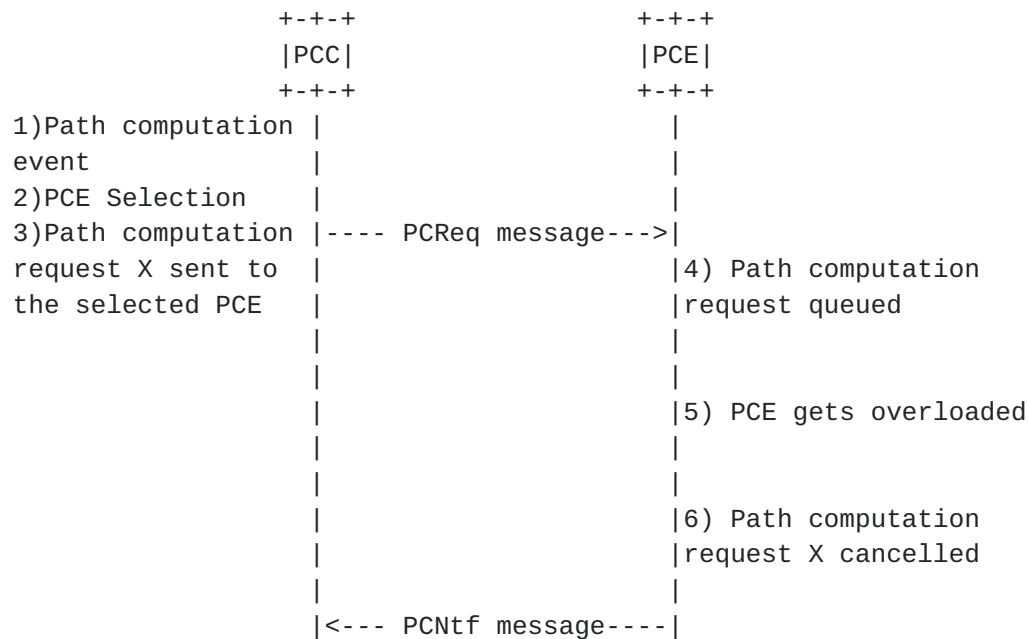 +-+-+                   +-+-+
                 |PCC|                   |PCE|
                 +-+-+                   +-+-+
1)Path computation |                       |
event              |                       |
2)PCE Selection    |                       |
3)Path computation |---- PCReq message--->|
request X sent to  |                       |4) Path computation
the selected PCE   |                       |request queued
                   |                       |
                   |                       |
                   |                       |5) PCE gets overloaded
                   |                       |
                   |                       |
                   |                       |6) Path computation
                   |                       |request X cancelled
                   |                       |
                   |<--- PCNtf message----|